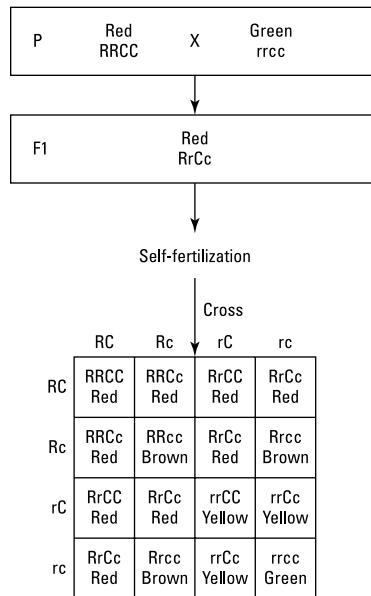 P Red X Green
RRCC rrcc
F1 Red
RrCc
Self-fertilization
Cross
RC Rc rC rc
RC RRCC RRCc RrCC RrCc
Red Red Red Red
Rc RRCc RRcc RrCc Rrcc
Red Brown Red Brown
rC RrCC RrCc rrCC rrCc
Red Red Yellow Yellow
rc RrCc Rrcc rrCc rrcc
Red Brown Yellow Green